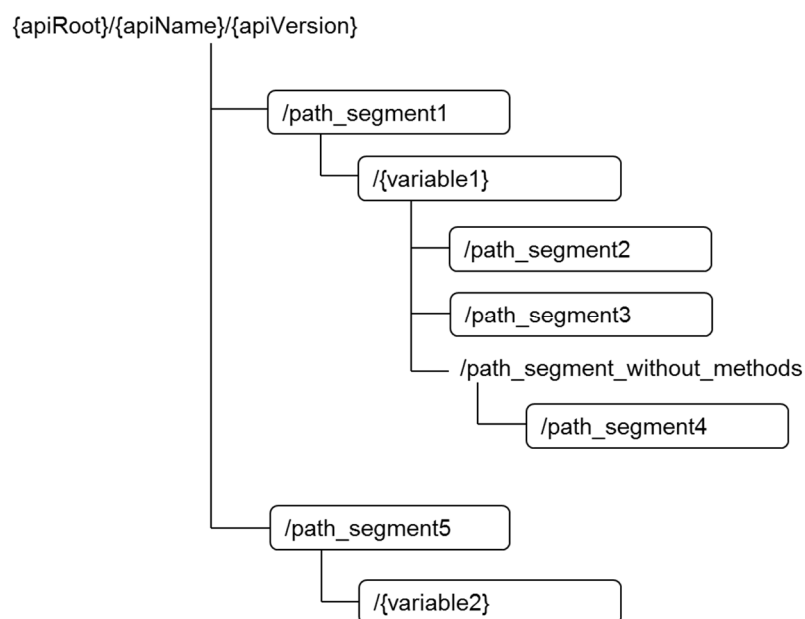 {apiRoot}/{apiName}/{apiVersion}
/path_segment1
/{variable1}
/path_segment2
/path_segment3
/path_segment_without_methods
/path_segment4
/path_segment5
/{variable2}